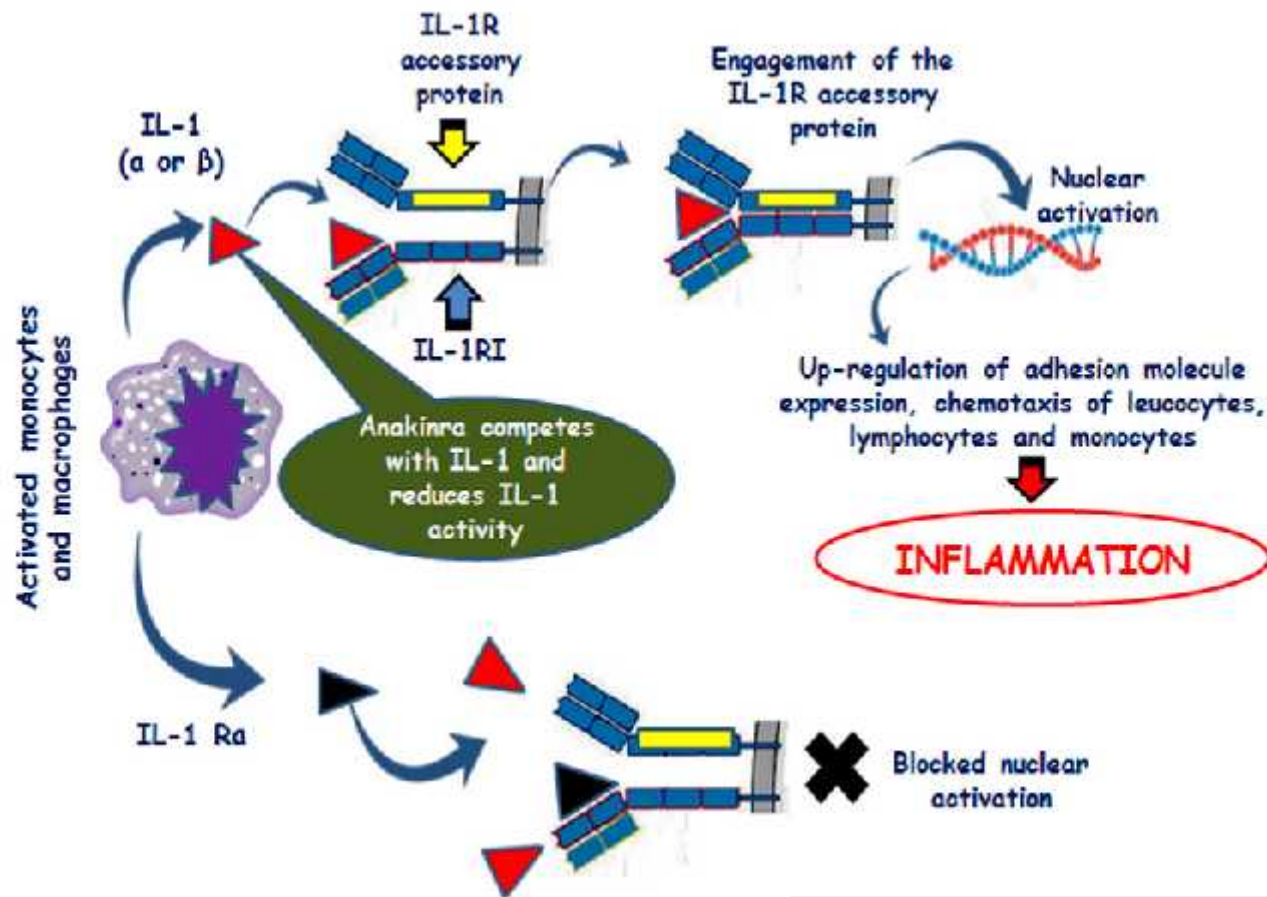 IL-1R
accessory
protein
Engagement of the
IL-1R accessory
protein
IL-1
(α or β)
Nuclear
activation
IL-1RI
Activated monocytes
and macrophages
Up-regulation of adhesion molecule
expression, chemotaxis of leucocytes,
lymphocytes and monocytes
Anakinra competes
with IL-1 and
reduces IL-1
activity
INFLAMMATION
IL-1 Ra
Blocked nuclear
activation